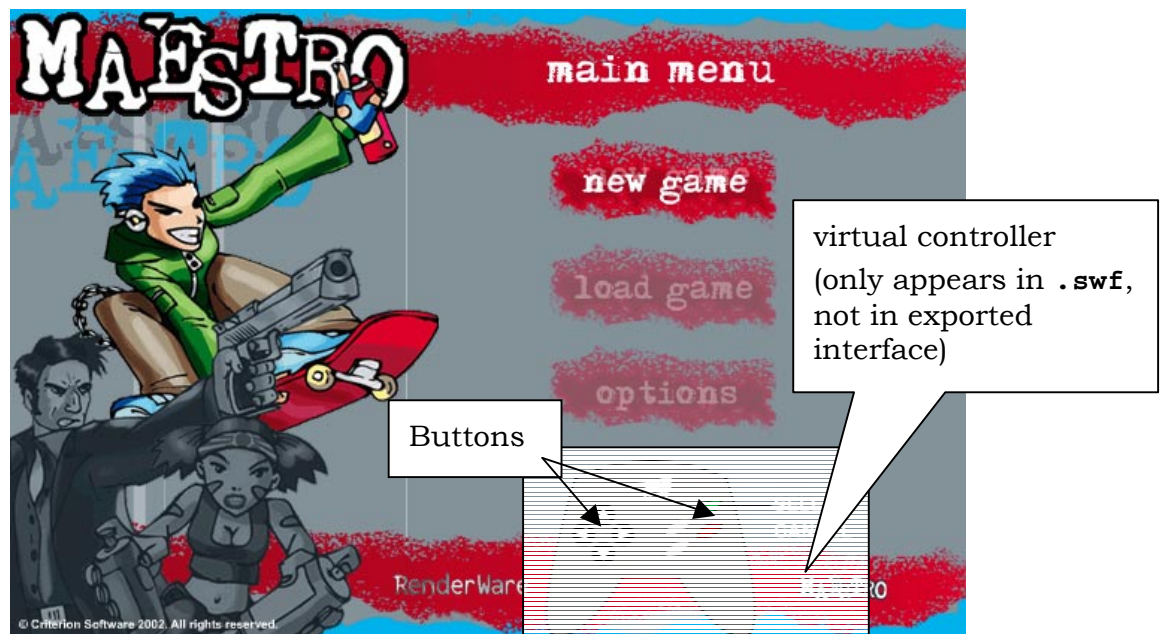 MAESTRO
main menu
new game
load game
options
virtual controller
(only appears in .swf,
not in exported
interface)
Buttons
RenderWare
© Criterion Software 2002. All rights reserved.